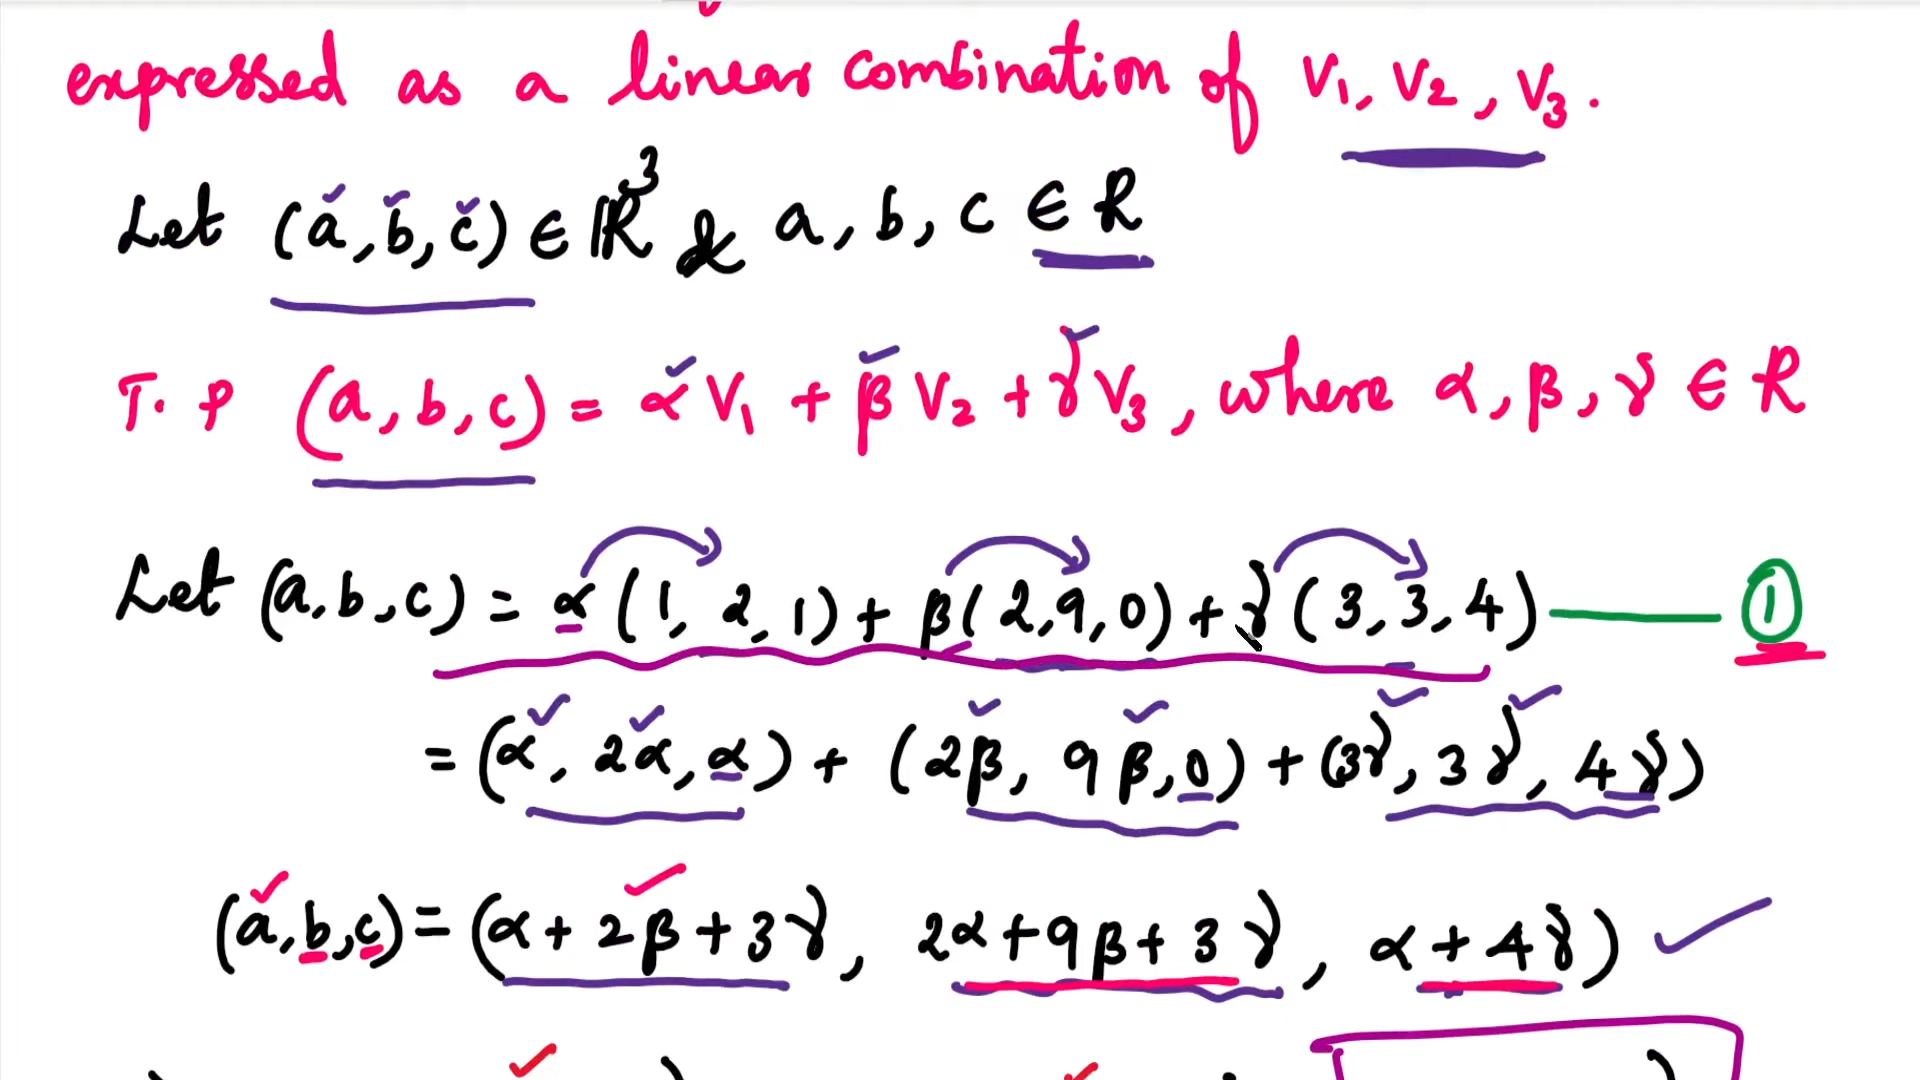 expressed as a linear combination of V₁, V₂, V₃.
Let (a, b, c) ∈ ℝ³ & a, b, c ∈ R
T. P (a, b, c) = αV₁ + βV₂ + γV₃, where α, β, γ ∈ R
Let (a, b, c) = α(1, 2, 1) + β(2, 9, 0) + γ(3, 3, 4) —— ①
= (α, 2α, α) + (2β, 9β, 0) + (3γ, 3γ, 4γ)
(a, b, c) = (α + 2β + 3γ, 2α + 9β + 3γ, α + 4γ)